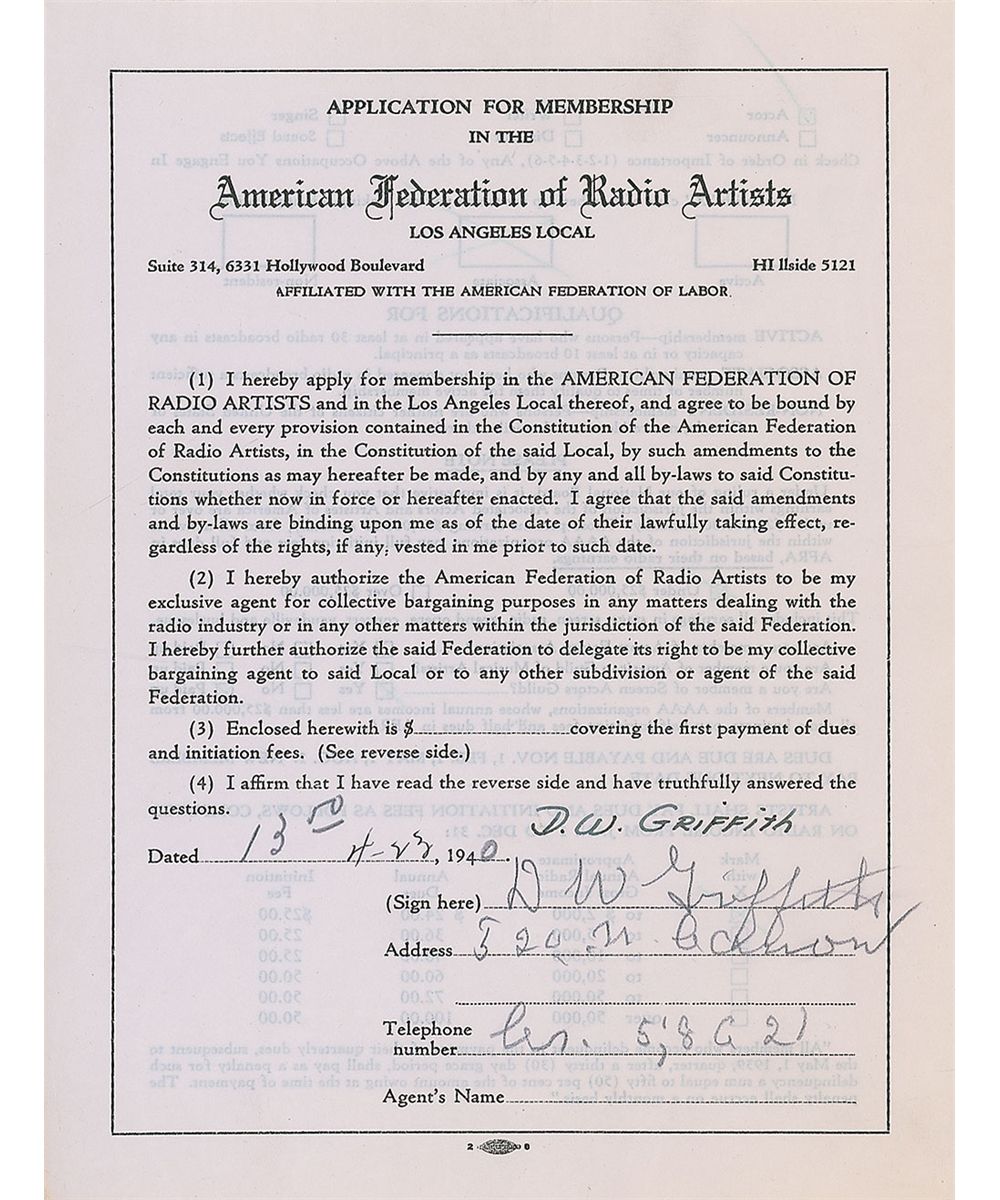 APPLICATION FOR MEMBERSHIP
IN THE
American Federation of Radio Artists
LOS ANGELES LOCAL
Suite 314, 6331 Hollywood Boulevard HI llside 5121
AFFILIATED WITH THE AMERICAN FEDERATION OF LABOR
(1) I hereby apply for membership in the AMERICAN FEDERATION OF
RADIO ARTISTS and in the Los Angeles Local thereof, and agree to be bound by
each and every provision contained in the Constitution of the American Federation
of Radio Artists, in the Constitution of the said Local, by such amendments to the
Constitutions as may hereafter be made, and by any and all by-laws to said Constitu-
tions whether now in force or hereafter enacted. I agree that the said amendments
and by-laws are binding upon me as of the date of their lawfully taking effect, re-
gardless of the rights, if any, vested in me prior to such date.
(2) I hereby authorize the American Federation of Radio Artists to be my
exclusive agent for collective bargaining purposes in any matters dealing with the
radio industry or in any other matters within the jurisdiction of the said Federation.
I hereby further authorize the said Federation to delegate its right to be my collective
bargaining agent to said Local or to any other subdivision or agent of the said
Federation.
(3) Enclosed herewith is $ covering the first payment of dues
and initiation fees. (See reverse side.)
(4) I affirm that I have read the reverse side and have truthfully answered the
questions.
13 50 D.W. GRIFFITH
Dated 4-23, 1940.
(Sign here) D W Griffith
Address 520 N
Telephone
number 5,8621
Agent's Name
2 8